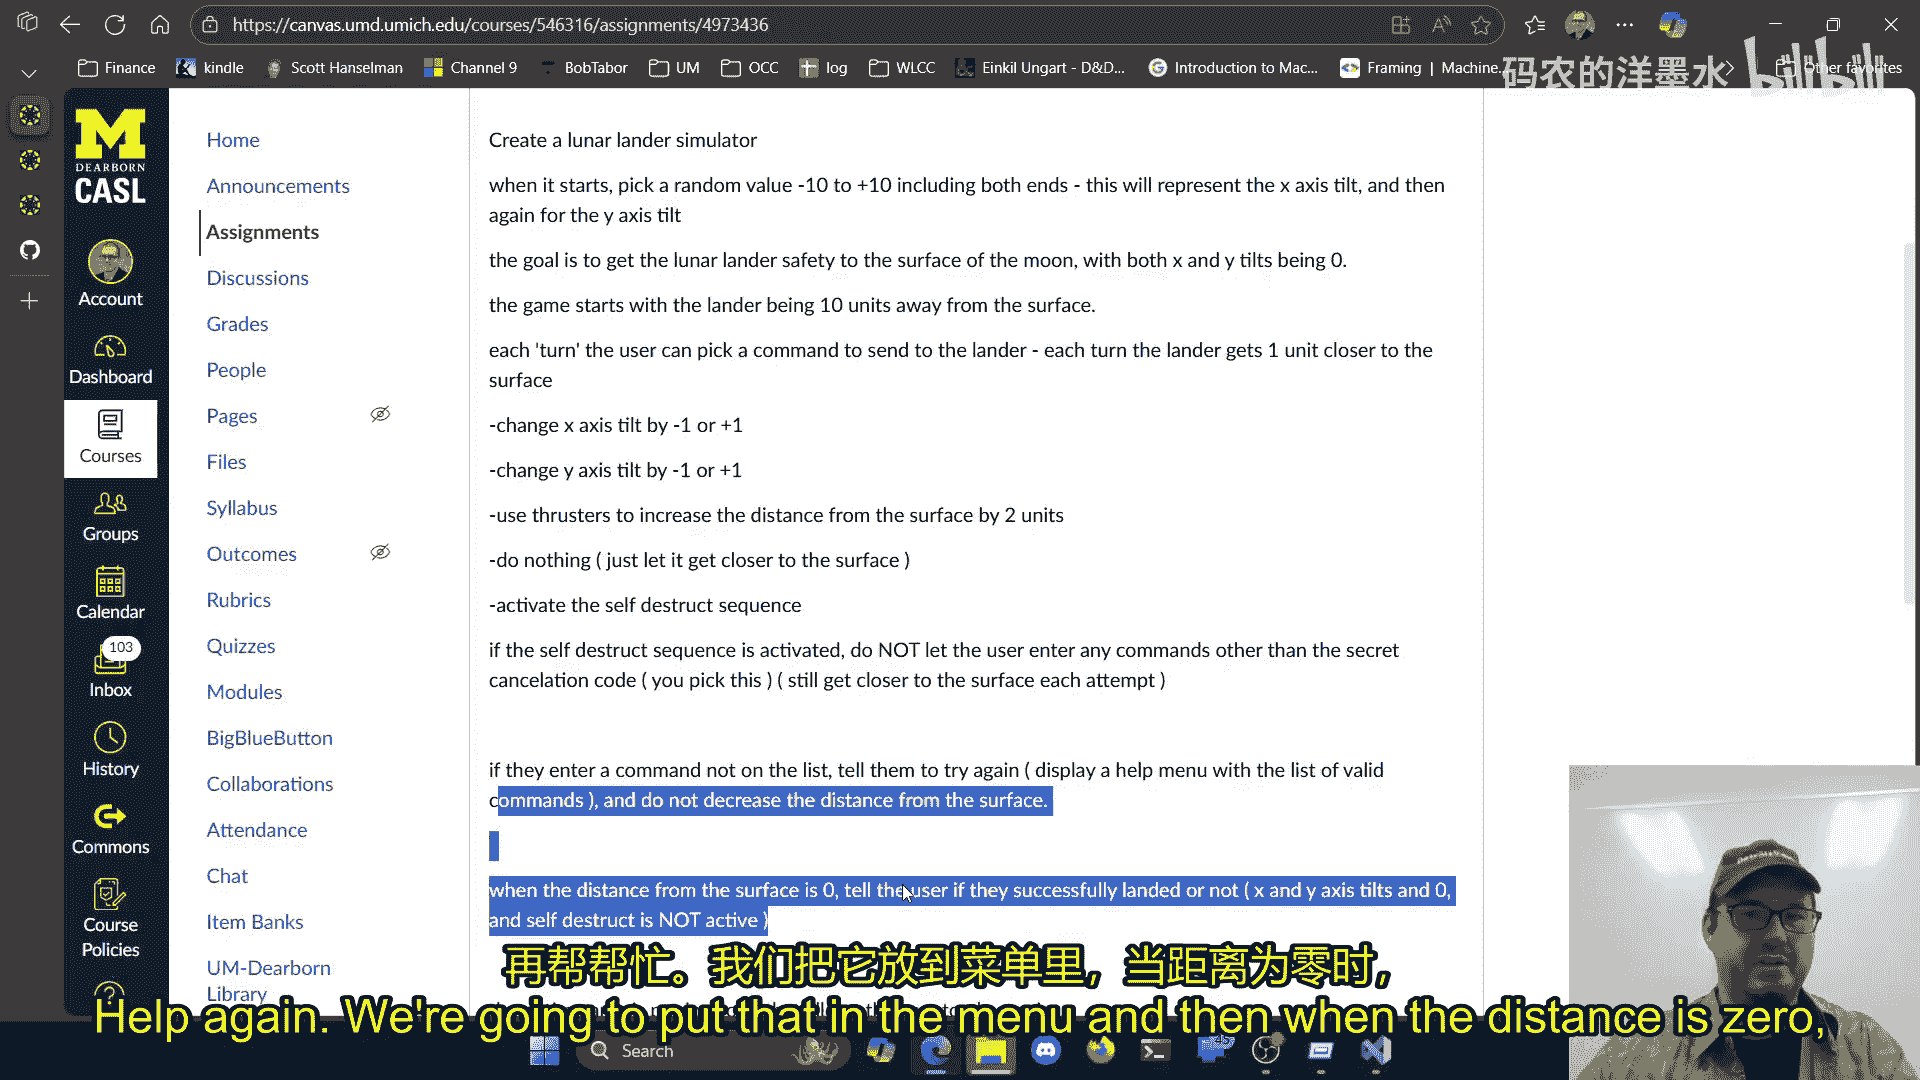 https://canvas.umd.umich.edu/courses/546316/assignments/4973436
Finance
kindle
Scott Hanselman
Channel 9
BobTabor
UM
OCC
log
WLCC
Einkil Ungart - D&D...
Introduction to Mac...
Framing | Machine...
Other favorites
码农的洋墨水
bilibili
M
DEARBORN
CASL
Account
Dashboard
Courses
Groups
Calendar
103
Inbox
History
Commons
Course
Policies
Home
Announcements
Assignments
Discussions
Grades
People
Pages
Files
Syllabus
Outcomes
Rubrics
Quizzes
Modules
BigBlueButton
Collaborations
Attendance
Chat
Item Banks
UM-Dearborn
Library
Create a lunar lander simulator
when it starts, pick a random value -10 to +10 including both ends - this will represent the x axis tilt, and then
again for the y axis tilt
the goal is to get the lunar lander safety to the surface of the moon, with both x and y tilts being 0.
the game starts with the lander being 10 units away from the surface.
each 'turn' the user can pick a command to send to the lander - each turn the lander gets 1 unit closer to the
surface
-change x axis tilt by -1 or +1
-change y axis tilt by -1 or +1
-use thrusters to increase the distance from the surface by 2 units
-do nothing ( just let it get closer to the surface )
-activate the self destruct sequence
if the self destruct sequence is activated, do NOT let the user enter any commands other than the secret
cancelation code ( you pick this ) ( still get closer to the surface each attempt )
if they enter a command not on the list, tell them to try again ( display a help menu with the list of valid
commands ), and do not decrease the distance from the surface.
when the distance from the surface is 0, tell the user if they successfully landed or not ( x and y axis tilts and 0,
and self destruct is NOT active )
再帮帮忙。我们把它放到菜单里，当距离为零时，
Help again. We're going to put that in the menu and then when the distance is zero,
Search